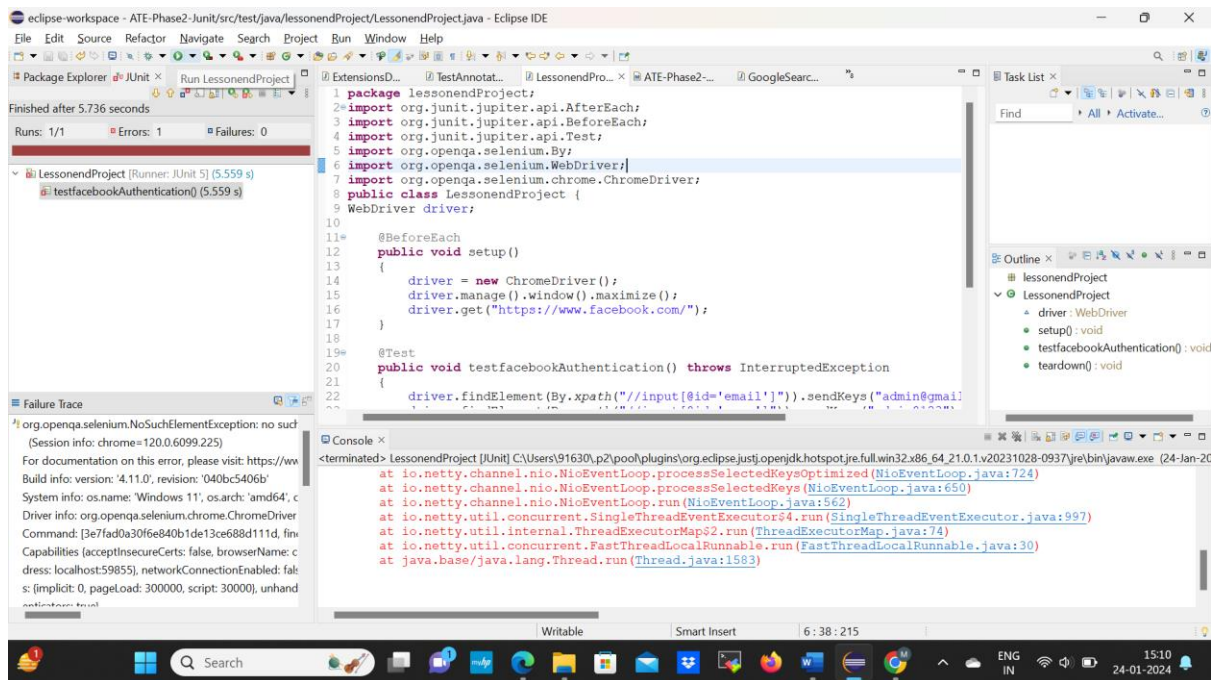 eclipse-workspace - ATE-Phase2-Junit/src/test/java/lessonendProject/LessonendProject.java - Eclipse IDE
File Edit Source Refactor Navigate Search Project Run Window Help
Package Explorer JUnit
Run LessonendProject
Finished after 5.736 seconds
Runs: 1/1 Errors: 1 Failures: 0
LessonendProject [Runner: JUnit 5] (5.559 s)
testfacebookAuthentication() (5.559 s)
Failure Trace
org.openqa.selenium.NoSuchElementException: no such
(Session info: chrome=120.0.6099.225)
For documentation on this error, please visit: https://ww
Build info: version: '4.11.0', revision: '040bc5406b'
System info: os.name: 'Windows 11', os.arch: 'amd64', c
Driver info: org.openqa.selenium.chrome.ChromeDriver
Command: [3e7fad0a30f6e840b1de13ce688d111d, find
Capabilities {acceptInsecureCerts: false, browserName: c
dress: localhost:59855}, networkConnectionEnabled: fals
s: {implicit: 0, pageLoad: 300000, script: 30000}, unhand
ExtensionsD... TestAnnotat... LessonendPro... ATE-Phase2-... GoogleSearc...
1 package lessonendProject;
2 import org.junit.jupiter.api.AfterEach;
3 import org.junit.jupiter.api.BeforeEach;
4 import org.junit.jupiter.api.Test;
5 import org.openqa.selenium.By;
6 import org.openqa.selenium.WebDriver;
7 import org.openqa.selenium.chrome.ChromeDriver;
8 public class LessonendProject {
9 WebDriver driver;
10
11 @BeforeEach
12 public void setup()
13 {
14 driver = new ChromeDriver();
15 driver.manage().window().maximize();
16 driver.get("https://www.facebook.com/");
17 }
18
19 @Test
20 public void testfacebookAuthentication() throws InterruptedException
21 {
22 driver.findElement(By.xpath("//input[@id='email']")).sendKeys("admin@gmail
Console
<terminated> LessonendProject [JUnit] C:\Users\91630\.p2\pool\plugins\org.eclipse.justj.openjdk.hotspot.jre.full.win32.x86_64_21.0.1.v20231028-0937\jre\bin\javaw.exe (24-Jan-20
at io.netty.channel.nio.NioEventLoop.processSelectedKeysOptimized(NioEventLoop.java:724)
at io.netty.channel.nio.NioEventLoop.processSelectedKeys(NioEventLoop.java:650)
at io.netty.channel.nio.NioEventLoop.run(NioEventLoop.java:562)
at io.netty.util.concurrent.SingleThreadEventExecutor$4.run(SingleThreadEventExecutor.java:997)
at io.netty.util.internal.ThreadExecutorMap$2.run(ThreadExecutorMap.java:74)
at io.netty.util.concurrent.FastThreadLocalRunnable.run(FastThreadLocalRunnable.java:30)
at java.base/java.lang.Thread.run(Thread.java:1583)
Task List
Find All Activate...
Outline
lessonendProject
LessonendProject
driver : WebDriver
setup() : void
testfacebookAuthentication() : void
teardown() : void
Writable Smart Insert 6 : 38 : 215
Search
ENG
IN
15:10
24-01-2024